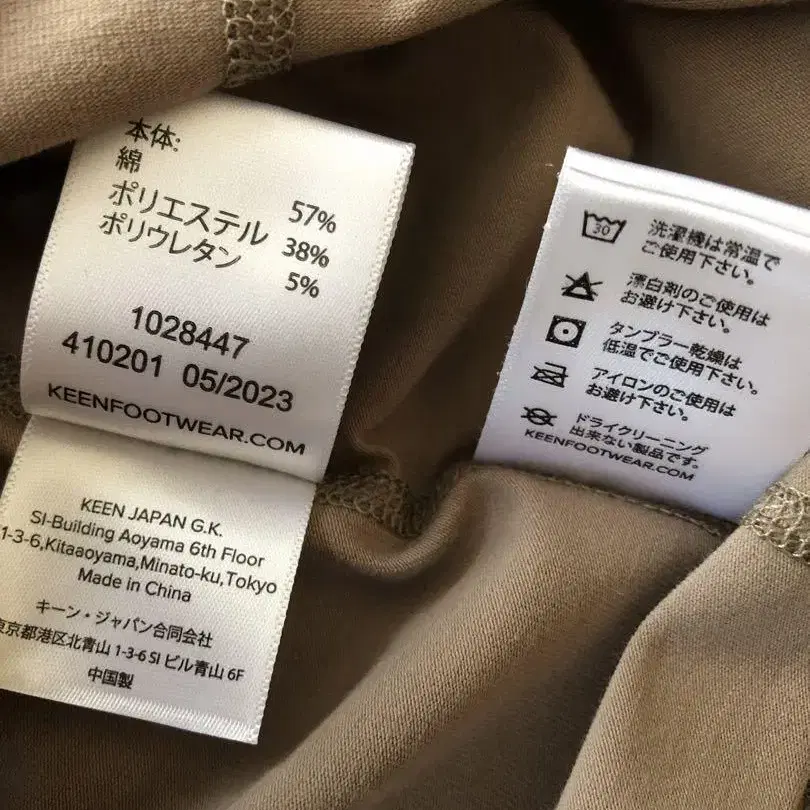 本体:
綿 57%
ポリエステル 38%
ポリウレタン 5%
1028447
410201 05/2023
KEENFOOTWEAR.COM
KEEN JAPAN G.K.
SI-Building Aoyama 6th Floor
1-3-6,Kitaaoyama,Minato-ku,Tokyo
Made in China
キーン・ジャパン合同会社
東京都港区北青山 1-3-6 SI ビル青山 6F
中国製
30
洗濯機は常温で
ご使用下さい。
漂白剤のご使用は
お避け下さい。
タンブラー乾燥は
低温でご使用下さい。
アイロンのご使用は
お避け下さい。
ドライクリーニング
出来ない製品です。
KEENFOOTWEAR.COM